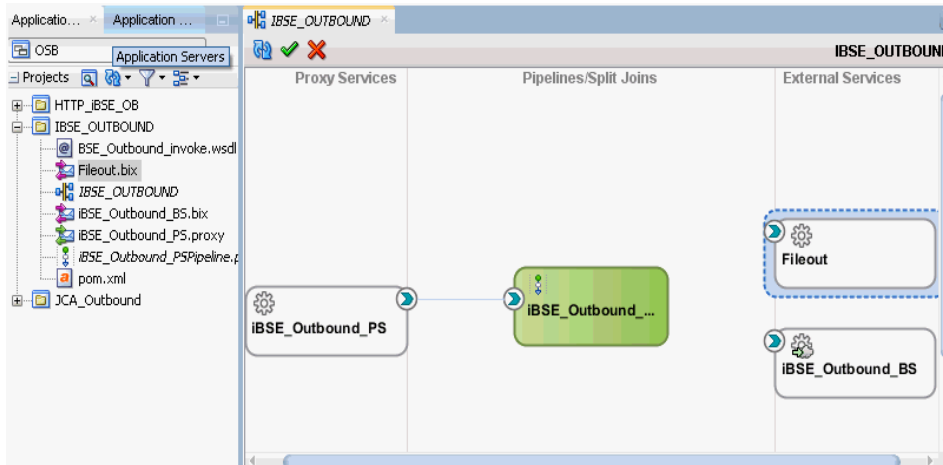 Applicatio...
Application ...
IBSE_OUTBOUND
OSB
Application Servers
IBSE_OUTBOUN
Projects
Proxy Services
Pipelines/Split Joins
External Services
HTTP_iBSE_OB
IBSE_OUTBOUND
BSE_Outbound_invoke.wsdl
Fileout.bix
IBSE_OUTBOUND
iBSE_Outbound_BS.bix
iBSE_Outbound_PS.proxy
iBSE_Outbound_PSPipeline.p
pom.xml
JCA_Outbound
iBSE_Outbound_PS
iBSE_Outbound_...
Fileout
iBSE_Outbound_BS